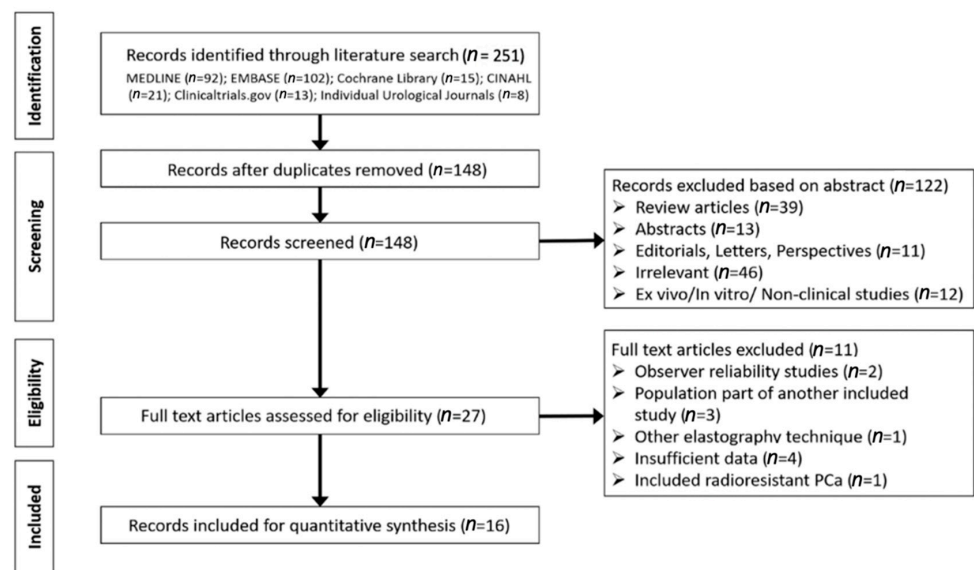 Identification
Records identified through literature search (n = 251)
MEDLINE (n=92); EMBASE (n=102); Cochrane Library (n=15); CINAHL
(n=21); Clinicaltrials.gov (n=13); Individual Urological Journals (n=8)
Screening
Records after duplicates removed (n=148)
Records screened (n=148)
Records excluded based on abstract (n=122)
➢ Review articles (n=39)
➢ Abstracts (n=13)
➢ Editorials, Letters, Perspectives (n=11)
➢ Irrelevant (n=46)
➢ Ex vivo/In vitro/ Non-clinical studies (n=12)
Eligibility
Full text articles assessed for eligibility (n=27)
Full text articles excluded (n=11)
➢ Observer reliability studies (n=2)
➢ Population part of another included
study (n=3)
➢ Other elastographv technique (n=1)
➢ Insufficient data (n=4)
➢ Included radioresistant PCa (n=1)
Included
Records included for quantitative synthesis (n=16)